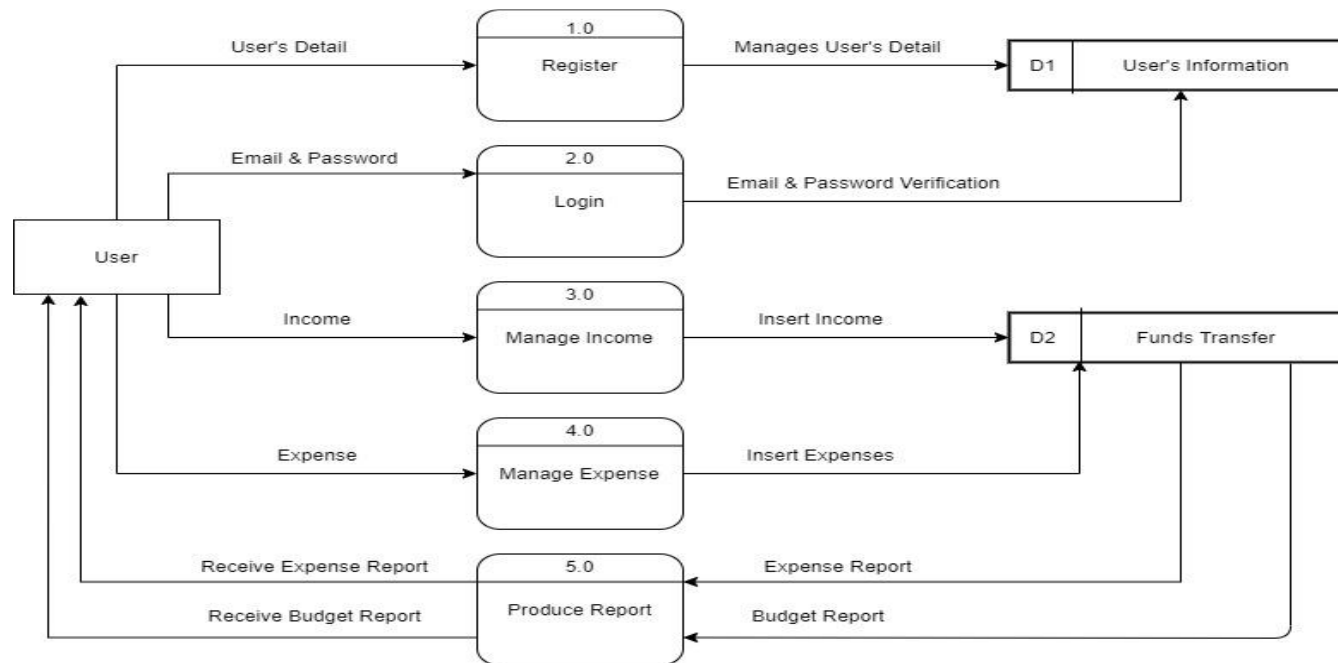 1.0
User's Detail
Manages User's Detail
Register
D1
User's Information
2.0
Email & Password
Email & Password Verification
Login
User
3.0
Income
Insert Income
Manage Income
D2
Funds Transfer
4.0
Expense
Insert Expenses
Manage Expense
5.0
Receive Expense Report
Expense Report
Produce Report
Receive Budget Report
Budget Report